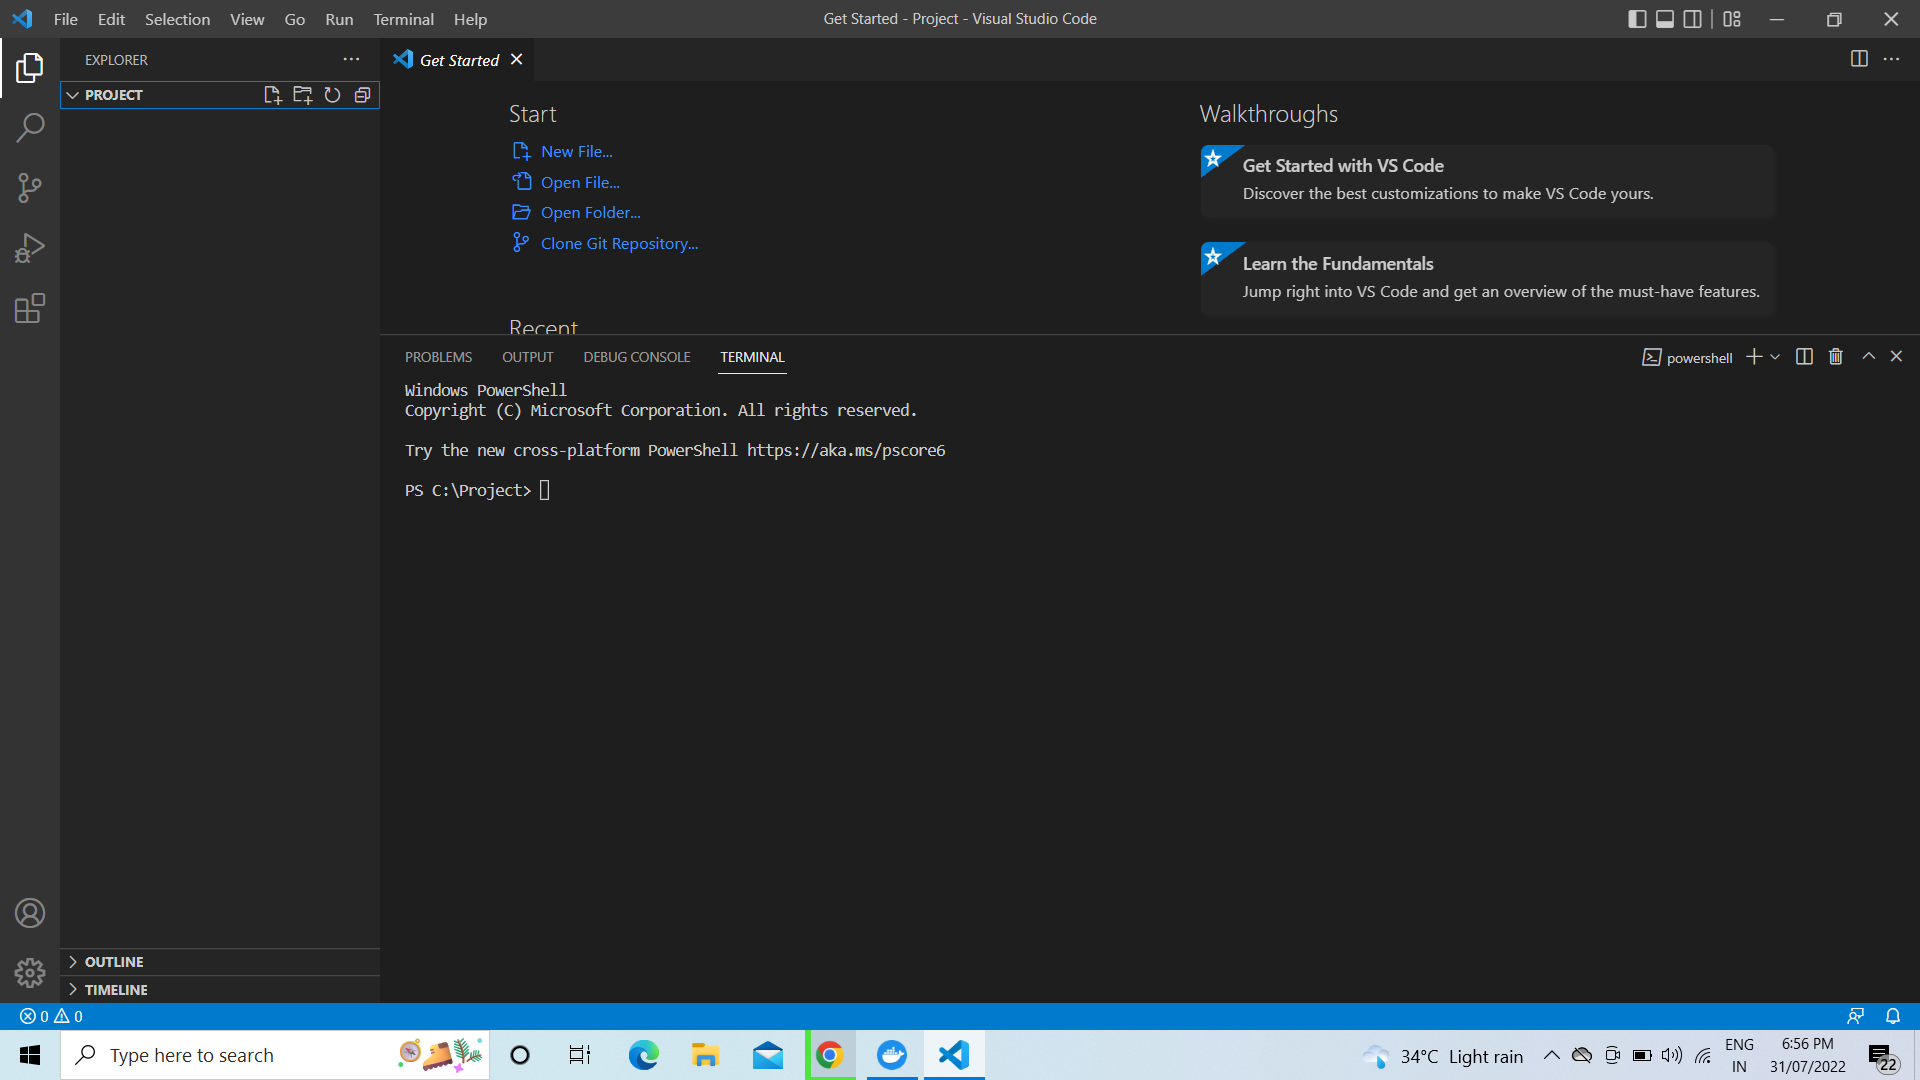 File Edit Selection View Go Run Terminal Help
Get Started - Project - Visual Studio Code
EXPLORER
Get Started
PROJECT
Start
New File...
Open File...
Open Folder...
Clone Git Repository...
Recent
Walkthroughs
Get Started with VS Code
Discover the best customizations to make VS Code yours.
Learn the Fundamentals
Jump right into VS Code and get an overview of the must-have features.
PROBLEMS OUTPUT DEBUG CONSOLE TERMINAL
powershell
Windows PowerShell
Copyright (C) Microsoft Corporation. All rights reserved.
Try the new cross-platform PowerShell https://aka.ms/pscore6
PS C:\Project>
OUTLINE
TIMELINE
0 0
Type here to search
34°C Light rain
ENG
IN
6:56 PM
31/07/2022
22